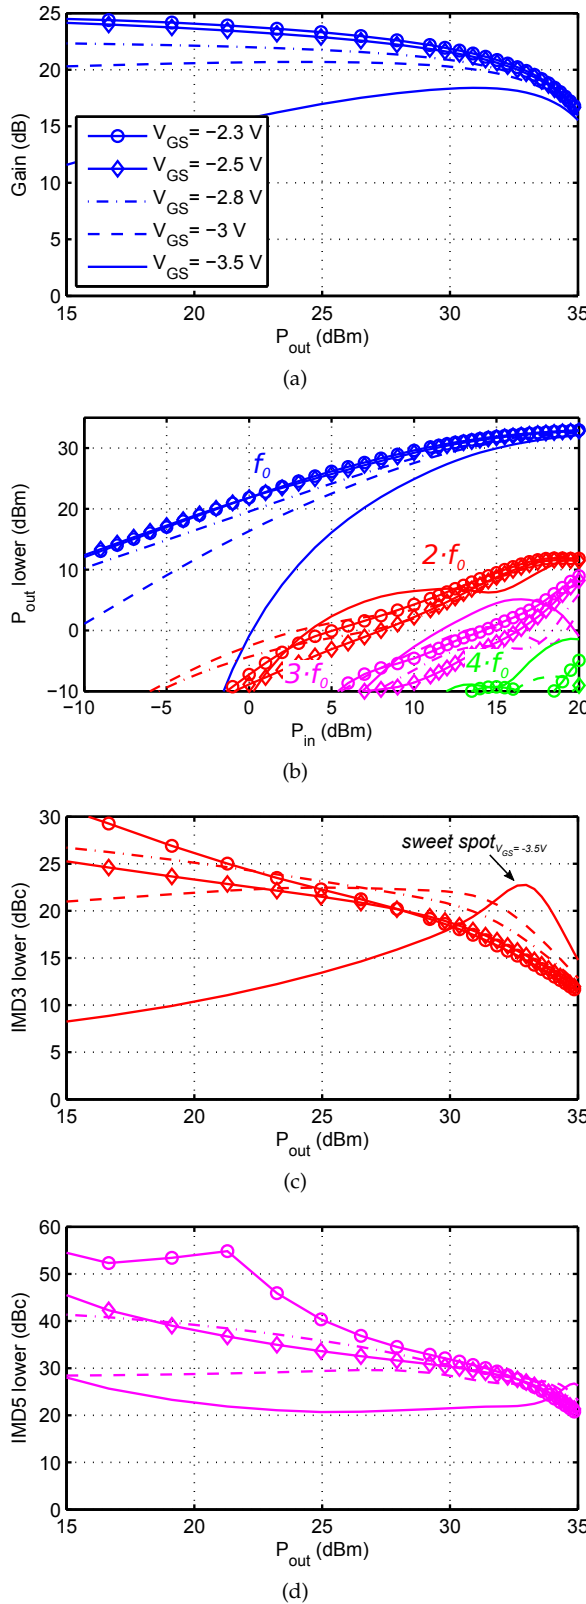 25
20
15
10
5
0
Gain (dB)
V_GS = −2.3 V
V_GS = −2.5 V
V_GS = −2.8 V
V_GS = −3 V
V_GS = −3.5 V
15 20 25 30 35
P_out (dBm)
(a)
30
20
10
0
−10
P_out lower (dBm)
f_0
2·f_0
3·f_0
4·f_0
−10 −5 0 5 10 15 20
P_in (dBm)
(b)
30
25
20
15
10
5
0
IMD3 lower (dBc)
sweet spot_VGS= -3.5V
15 20 25 30 35
P_out (dBm)
(c)
60
50
40
30
20
10
0
IMD5 lower (dBc)
15 20 25 30 35
P_out (dBm)
(d)